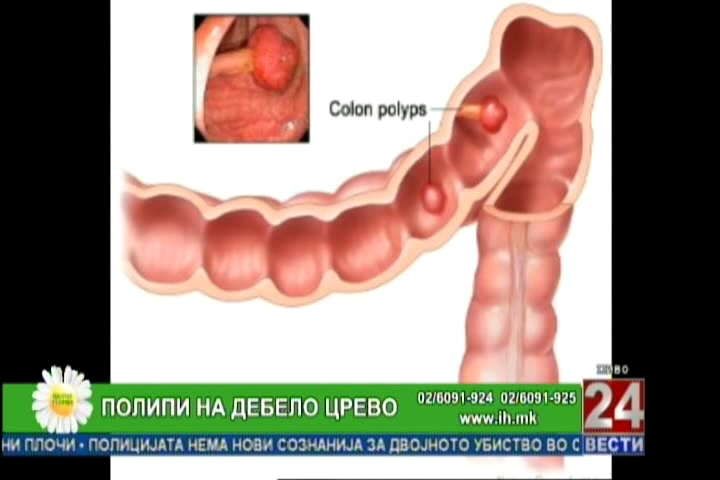 Colon polyps
ПОЛИПИ НА ДЕБЕЛО ЦРЕВО
02/6091-924 02/6091-925
www.ih.mk
24
ВЕСТИ
НИ ПЛОЧИ • ПОЛИЦИЈАТА НЕМА НОВИ СОЗНАНИЈА ЗА ДВОЈНОТО УБИСТВО ВО С